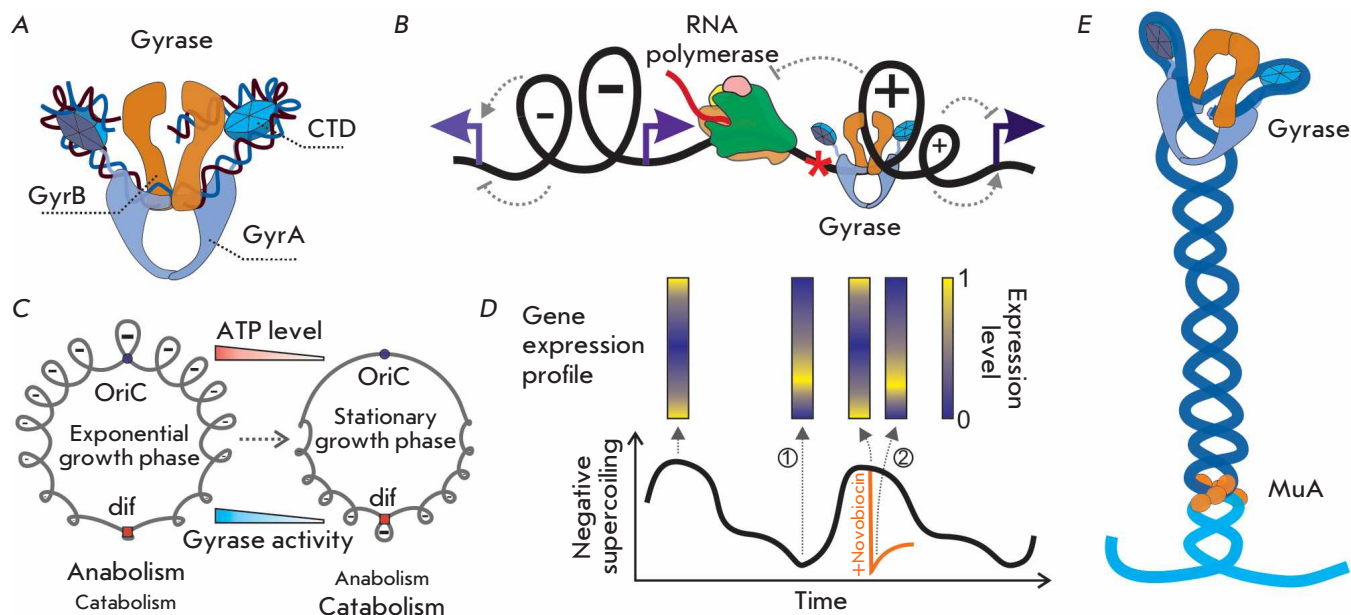 A
Gyrase
CTD
GyrB
GyrA
B
RNA
polymerase
-
-
+
+
*
Gyrase
C
ATP level
OriC
Exponential
growth phase
dif
Anabolism
Catabolism
OriC
Stationary
growth phase
dif
Gyrase activity
Anabolism
Catabolism
D
Gene
expression
profile
1
0
Expression
level
①
②
Negative
supercoiling
+Novobiocin
Time
E
Gyrase
MuA